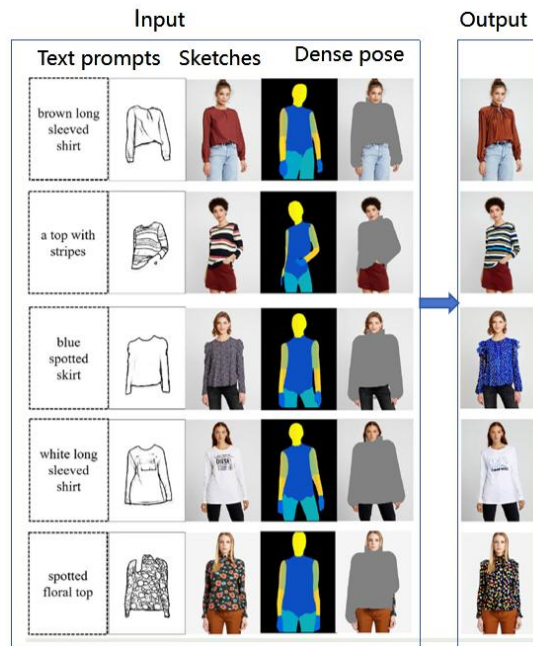 Input
Output
Text prompts
Sketches
Dense pose
brown long
sleeved
shirt
a top with
stripes
blue
spotted
skirt
white long
sleeved
shirt
spotted
floral top